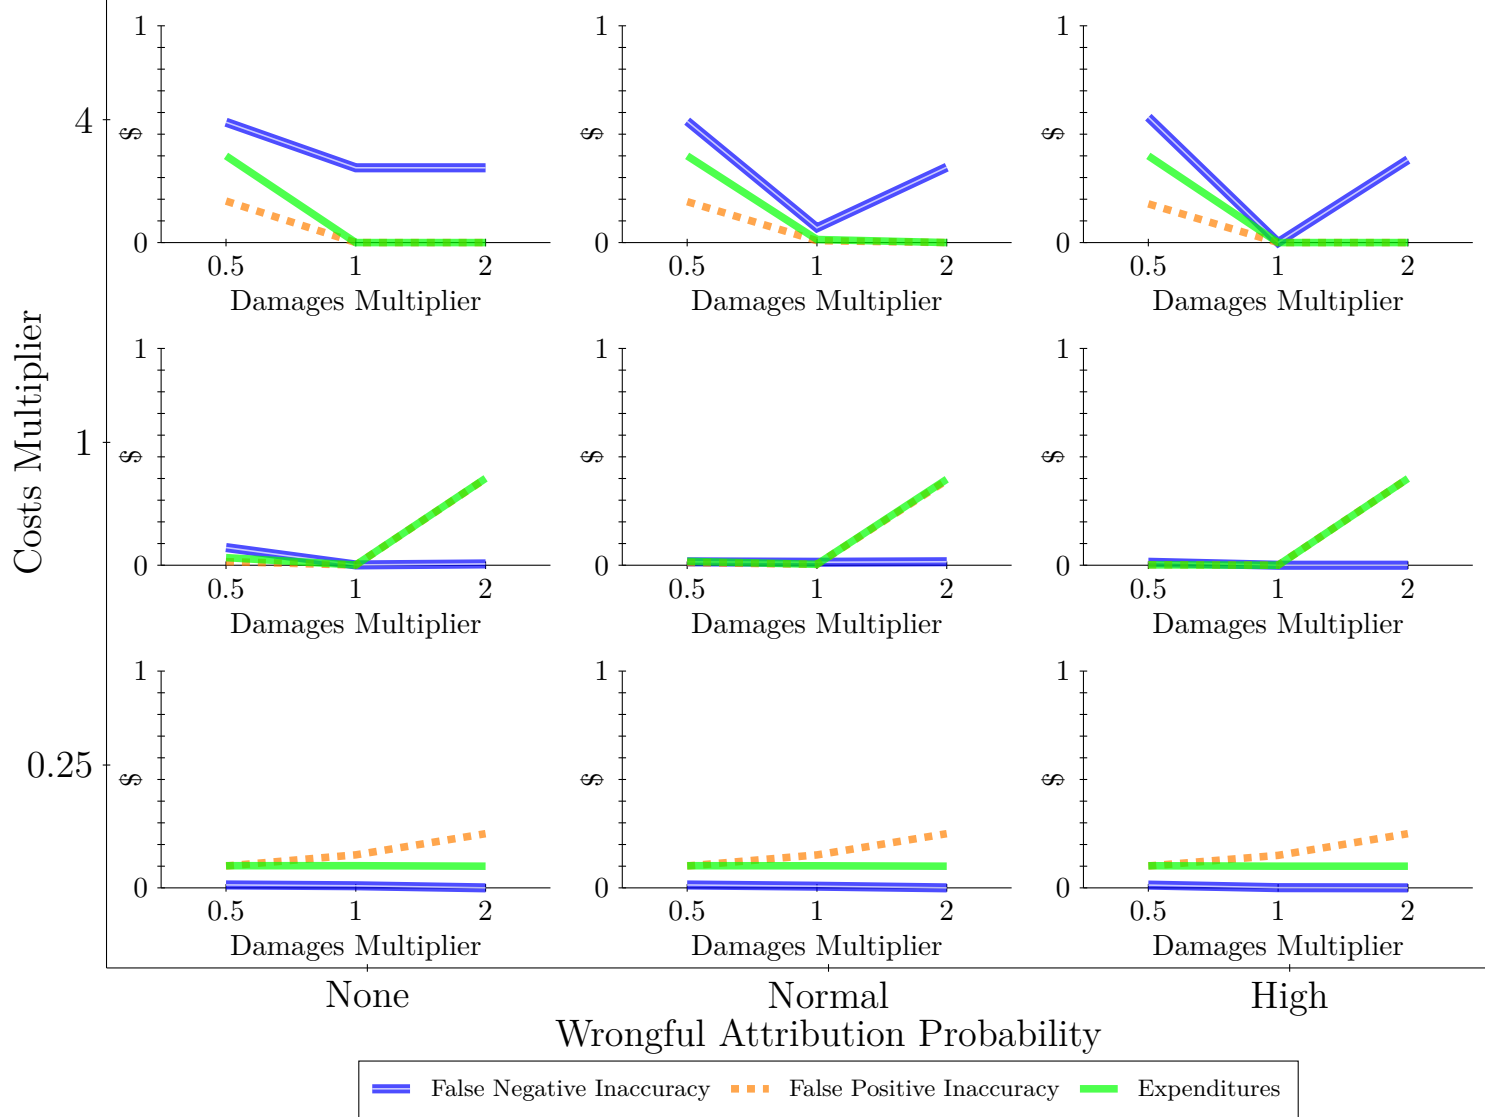 1
1
1
4
$
$
$
0
0
0
0.5 1 2
0.5 1 2
0.5 1 2
Damages Multiplier
Damages Multiplier
Damages Multiplier
Costs Multiplier
1
1
1
1
$
$
$
0
0
0
0.5 1 2
0.5 1 2
0.5 1 2
Damages Multiplier
Damages Multiplier
Damages Multiplier
1
1
1
0.25
$
$
$
0
0
0
0.5 1 2
0.5 1 2
0.5 1 2
Damages Multiplier
Damages Multiplier
Damages Multiplier
None
Normal
High
Wrongful Attribution Probability
False Negative Inaccuracy
False Positive Inaccuracy
Expenditures